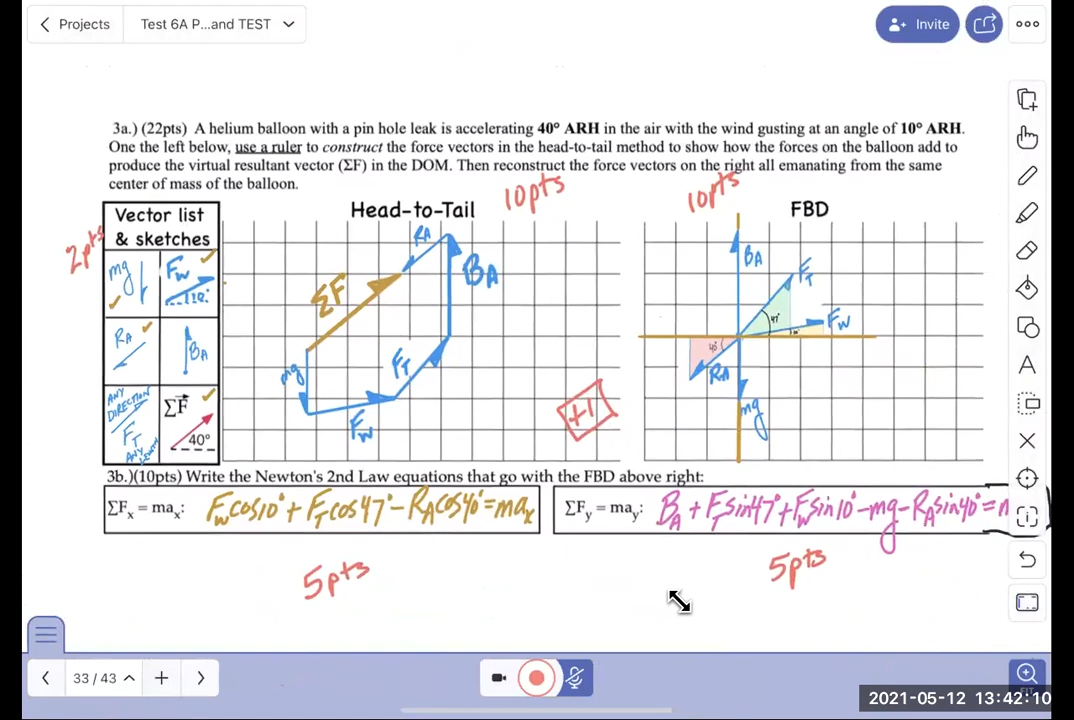 Projects
Test 6A P...and TEST
Invite
3a.) (22pts) A helium balloon with a pin hole leak is accelerating 40° ARH in the air with the wind gusting at an angle of 10° ARH.
One the left below, use a ruler to construct the force vectors in the head-to-tail method to show how the forces on the balloon add to
produce the virtual resultant vector (ΣF) in the DOM. Then reconstruct the force vectors on the right all emanating from the same
center of mass of the balloon.
10pts
10pts
2pts
Vector list
& sketches
Head-to-Tail
FBD
mg
Fw
10°
RA
BA
ANY
DIRECTION
FT
ANY
ΣF
40°
ΣF
RA
BA
mg
FT
Fw
+1
BA
FT
47°
Fw
40°
RA
mg
3b.)(10pts) Write the Newton's 2nd Law equations that go with the FBD above right:
ΣFx = max: Fwcos10° + FTcos47° - RAcos40° = max
ΣFy = may: BA + FTsin47° + Fwsin10° - mg - RAsin40° = m
5pts
5pts
33 / 43
FIT
2021-05-12 13:42:10